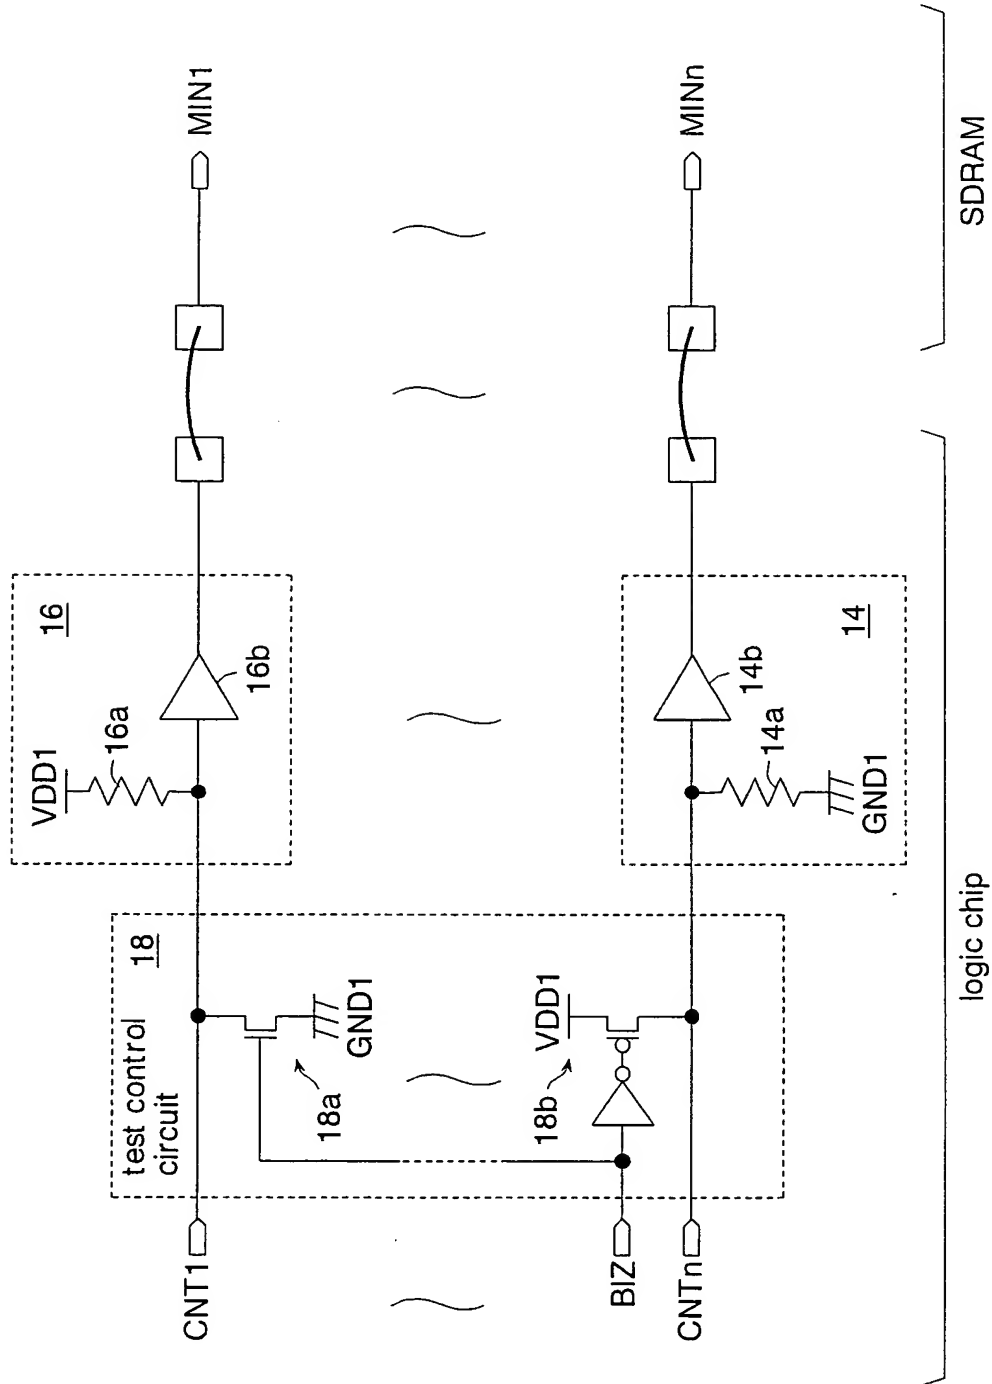 MIN1
MINn
SDRAM
16
16b
16a
VDD1
14
14b
14a
GND1
18
test control
circuit
GND1
VDD1
18a
18b
CNT1
BIZ
CNTn
logic chip